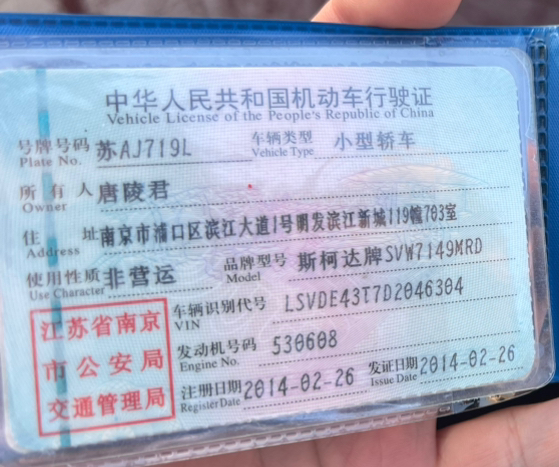 中华人民共和国机动车行驶证
Vehicle License of the People's Republic of China
号牌号码 苏AJ719L 车辆类型 小型轿车
Plate No. Vehicle Type
所有人 唐陵君
Owner
住址 南京市浦口区滨江大道1号明发滨江新城119幢703室
Address
使用性质 非营运 品牌型号 斯柯达牌SVW7149MRD
Use Character Model
车辆识别代号 LSVDE43T7D2046304
VIN
发动机号码 530608
Engine No.
注册日期 2014-02-26 发证日期 2014-02-26
Register Date Issue Date
江苏省南京
市公安局
交通管理局